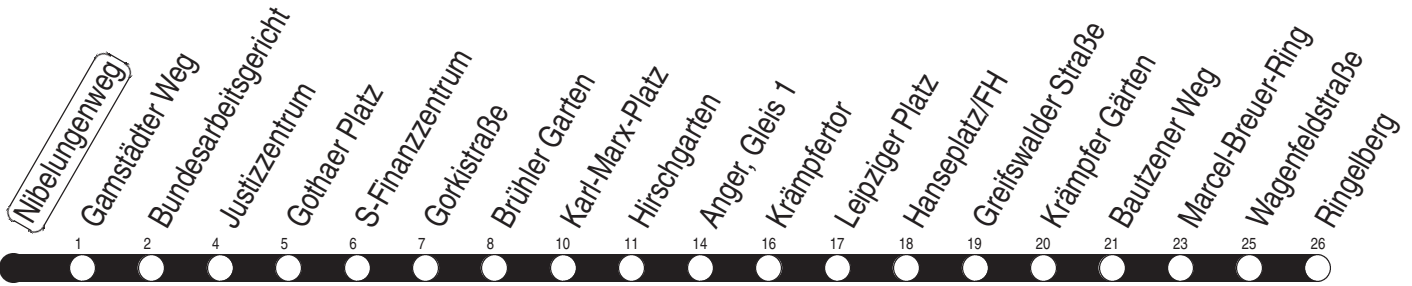 Nibelungenweg
Gamstädter Weg
Bundesarbeitsgericht
Justizzentrum
Gothaer Platz
S-Finanzzentrum
Gorkistraße
Brühler Garten
Karl-Marx-Platz
Hirschgarten
Anger, Gleis 1
Krämpfertor
Leipziger Platz
Hanseplatz/FH
Greifswalder Straße
Krämpfer Gärten
Bautzener Weg
Marcel-Breuer-Ring
Wagenfeldstraße
Ringelberg
1 2 4 5 6 7 8 10 11 14 16 17 18 19 20 21 23 25 26